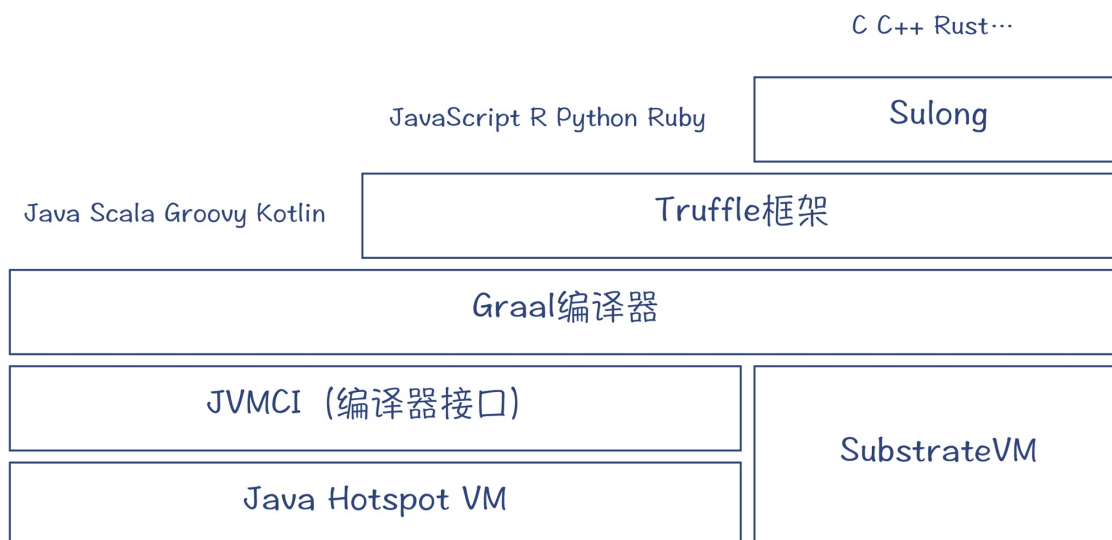 C C++ Rust…
Sulong
JavaScript R Python Ruby
Truffle框架
Java Scala Groovy Kotlin
Graal编译器
JVMCI（编译器接口）
SubstrateVM
Java Hotspot VM